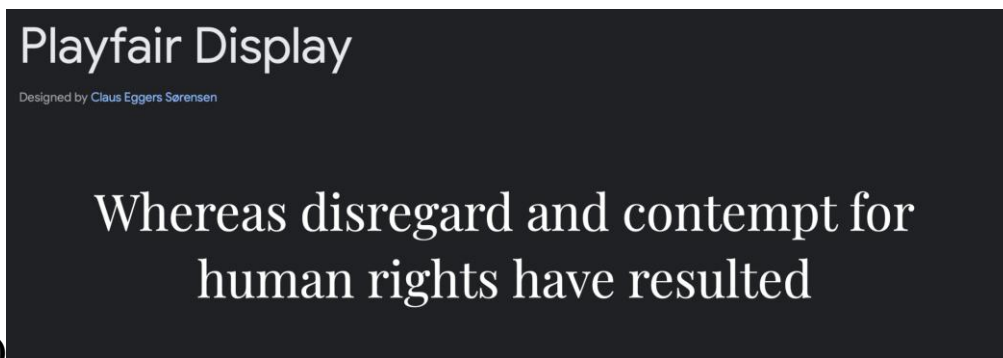 Playfair Display
Designed by Claus Eggers Sørensen
Whereas disregard and contempt for
human rights have resulted